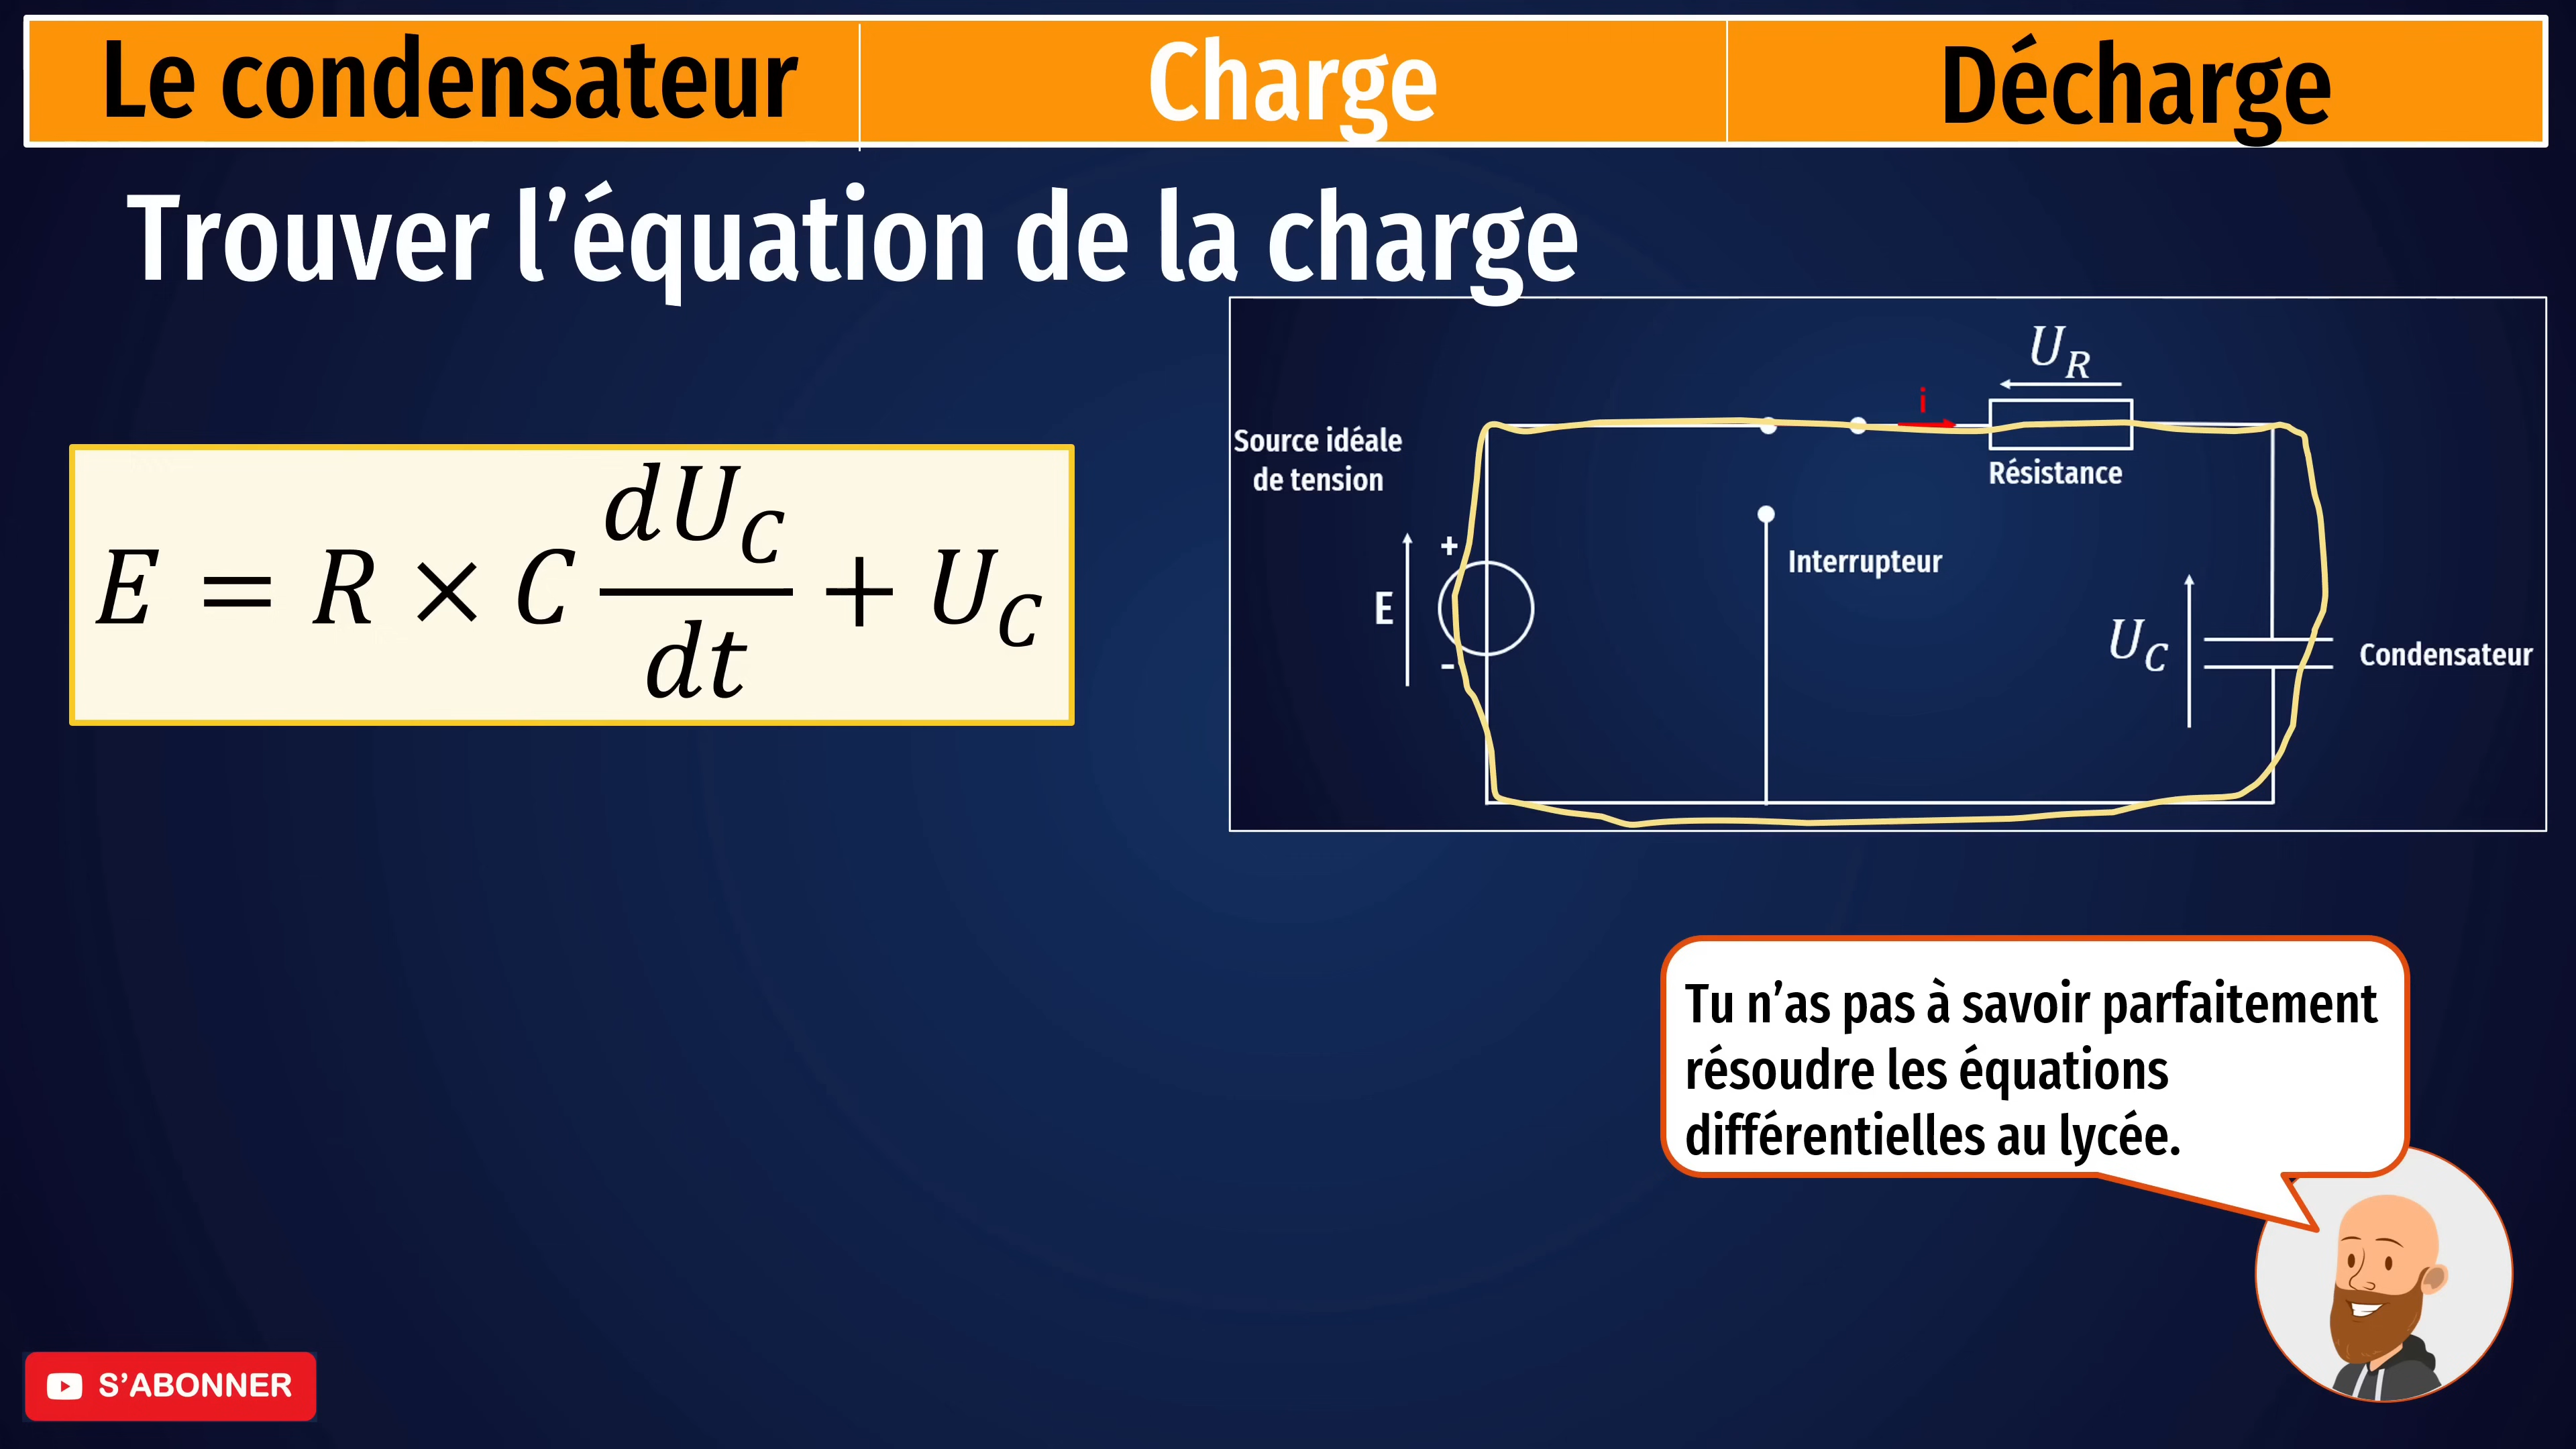 Le condensateur
Charge
Décharge
Trouver l’équation de la charge
E = R × C dU_C/dt + U_C
U_R
i
Source idéale
de tension
Résistance
+
Interrupteur
E
-
U_C
Condensateur
Tu n’as pas à savoir parfaitement
résoudre les équations
différentielles au lycée.
S’ABONNER